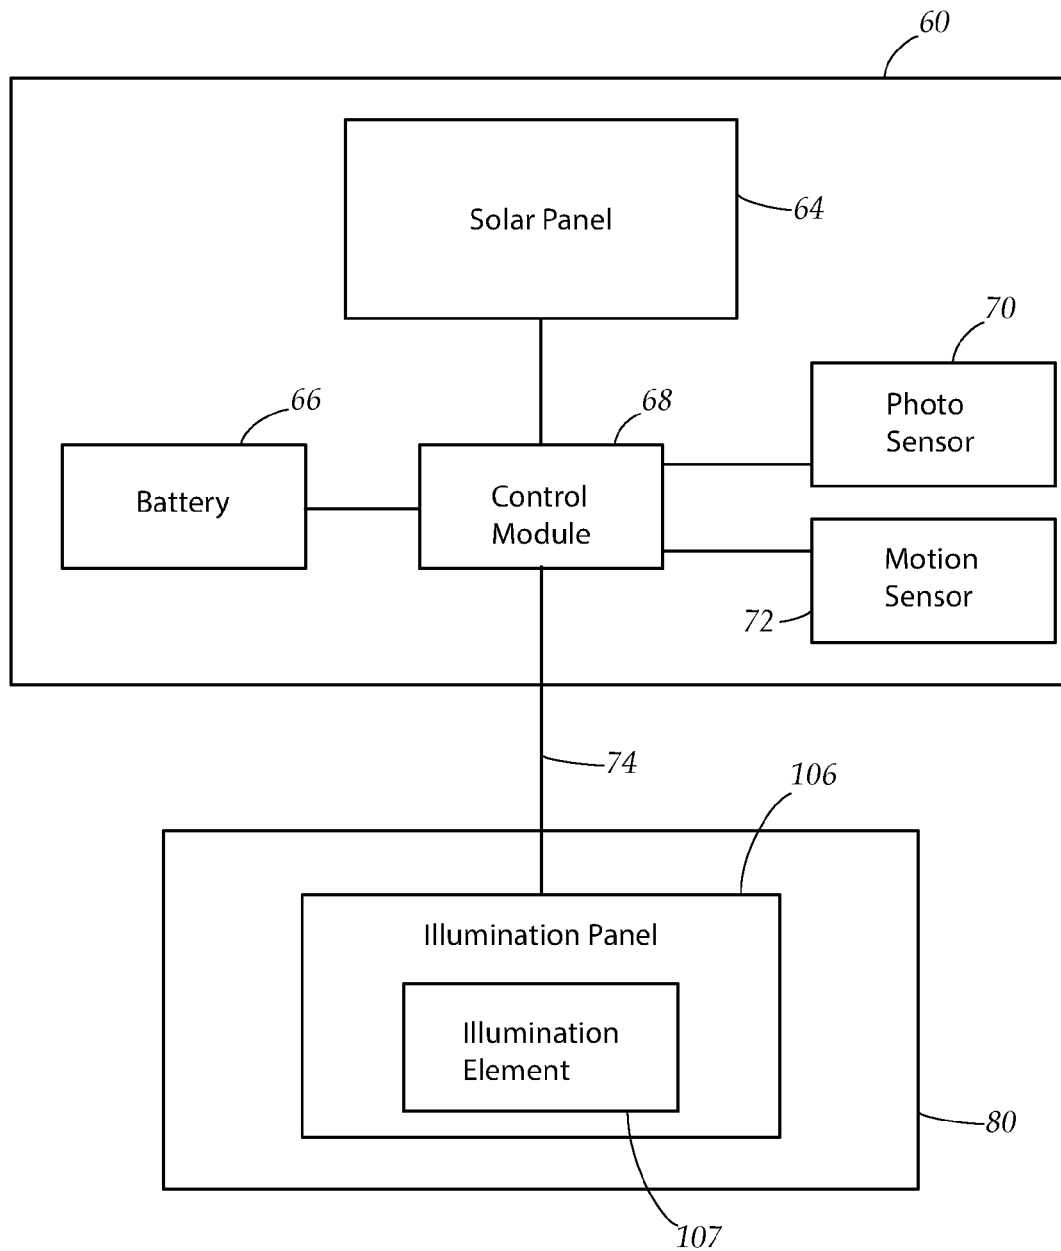 60
Solar Panel
64
70
66
68
Photo
Sensor
Battery
Control
Module
Motion
Sensor
72
74
106
Illumination Panel
Illumination
Element
80
107